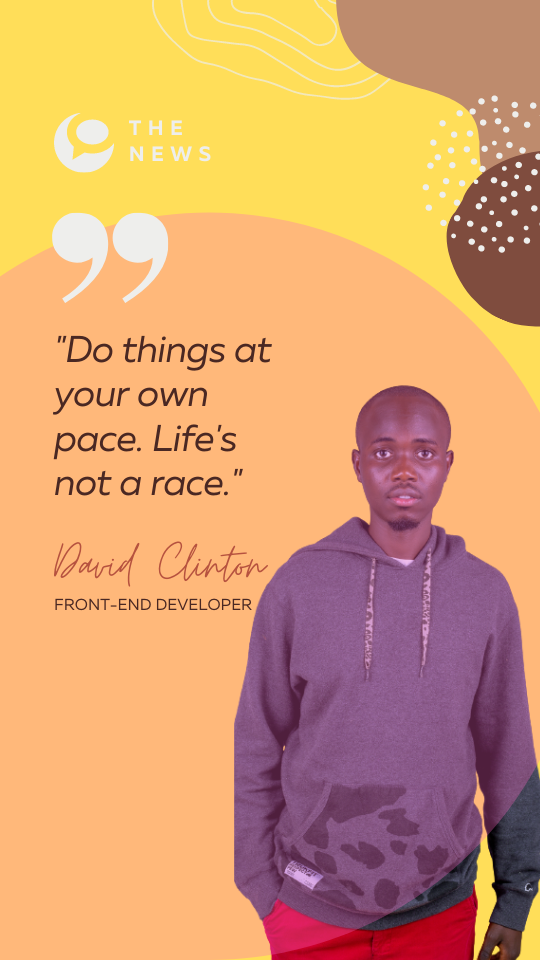 THE
NEWS
"Do things at
your own
pace. Life's
not a race."
David Clinton
FRONT-END DEVELOPER